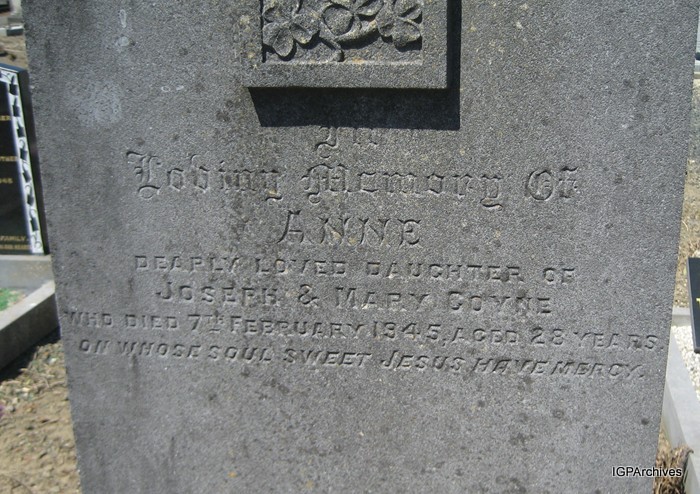 In
Loving Memory Of
ANNE
DEARLY LOVED DAUGHTER OF
JOSEPH & MARY COYNE
WHO DIED 7TH FEBRUARY 1945, AGED 28 YEARS
ON WHOSE SOUL SWEET JESUS HAVE MERCY.
FAMILY
IGPArchives